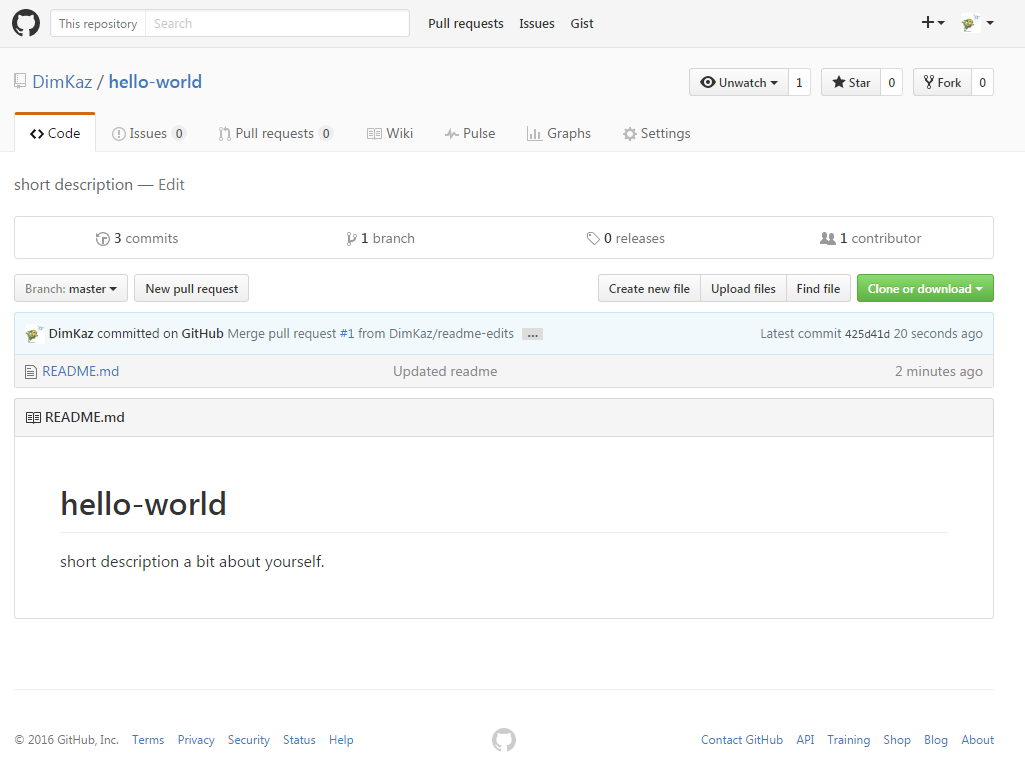 This repository Search Pull requests Issues Gist
DimKaz / hello-world Unwatch 1 Star 0 Fork 0
Code Issues 0 Pull requests 0 Wiki Pulse Graphs Settings
short description — Edit
3 commits 1 branch 0 releases 1 contributor
Branch: master New pull request Create new file Upload files Find file Clone or download
DimKaz committed on GitHub Merge pull request #1 from DimKaz/readme-edits ... Latest commit 425d41d 20 seconds ago
README.md Updated readme 2 minutes ago
README.md
hello-world
short description a bit about yourself.
© 2016 GitHub, Inc. Terms Privacy Security Status Help Contact GitHub API Training Shop Blog About